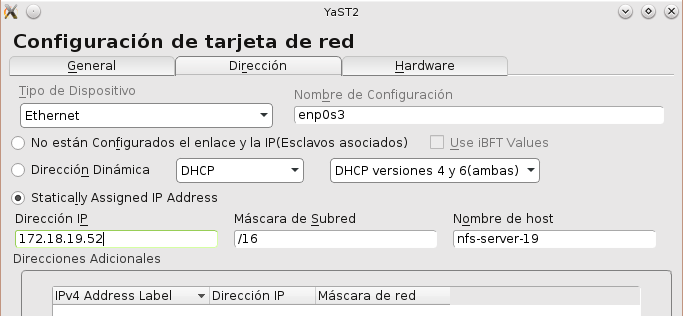 YaST2
Configuración de tarjeta de red
General Dirección Hardware
Tipo de Dispositivo Nombre de Configuración
Ethernet enp0s3
No están Configurados el enlace y la IP(Esclavos asociados) Use iBFT Values
Dirección Dinámica DHCP DHCP versiones 4 y 6(ambas)
Statically Assigned IP Address
Dirección IP Máscara de Subred Nombre de host
172.18.19.52 /16 nfs-server-19
Direcciones Adicionales
IPv4 Address Label Dirección IP Máscara de red